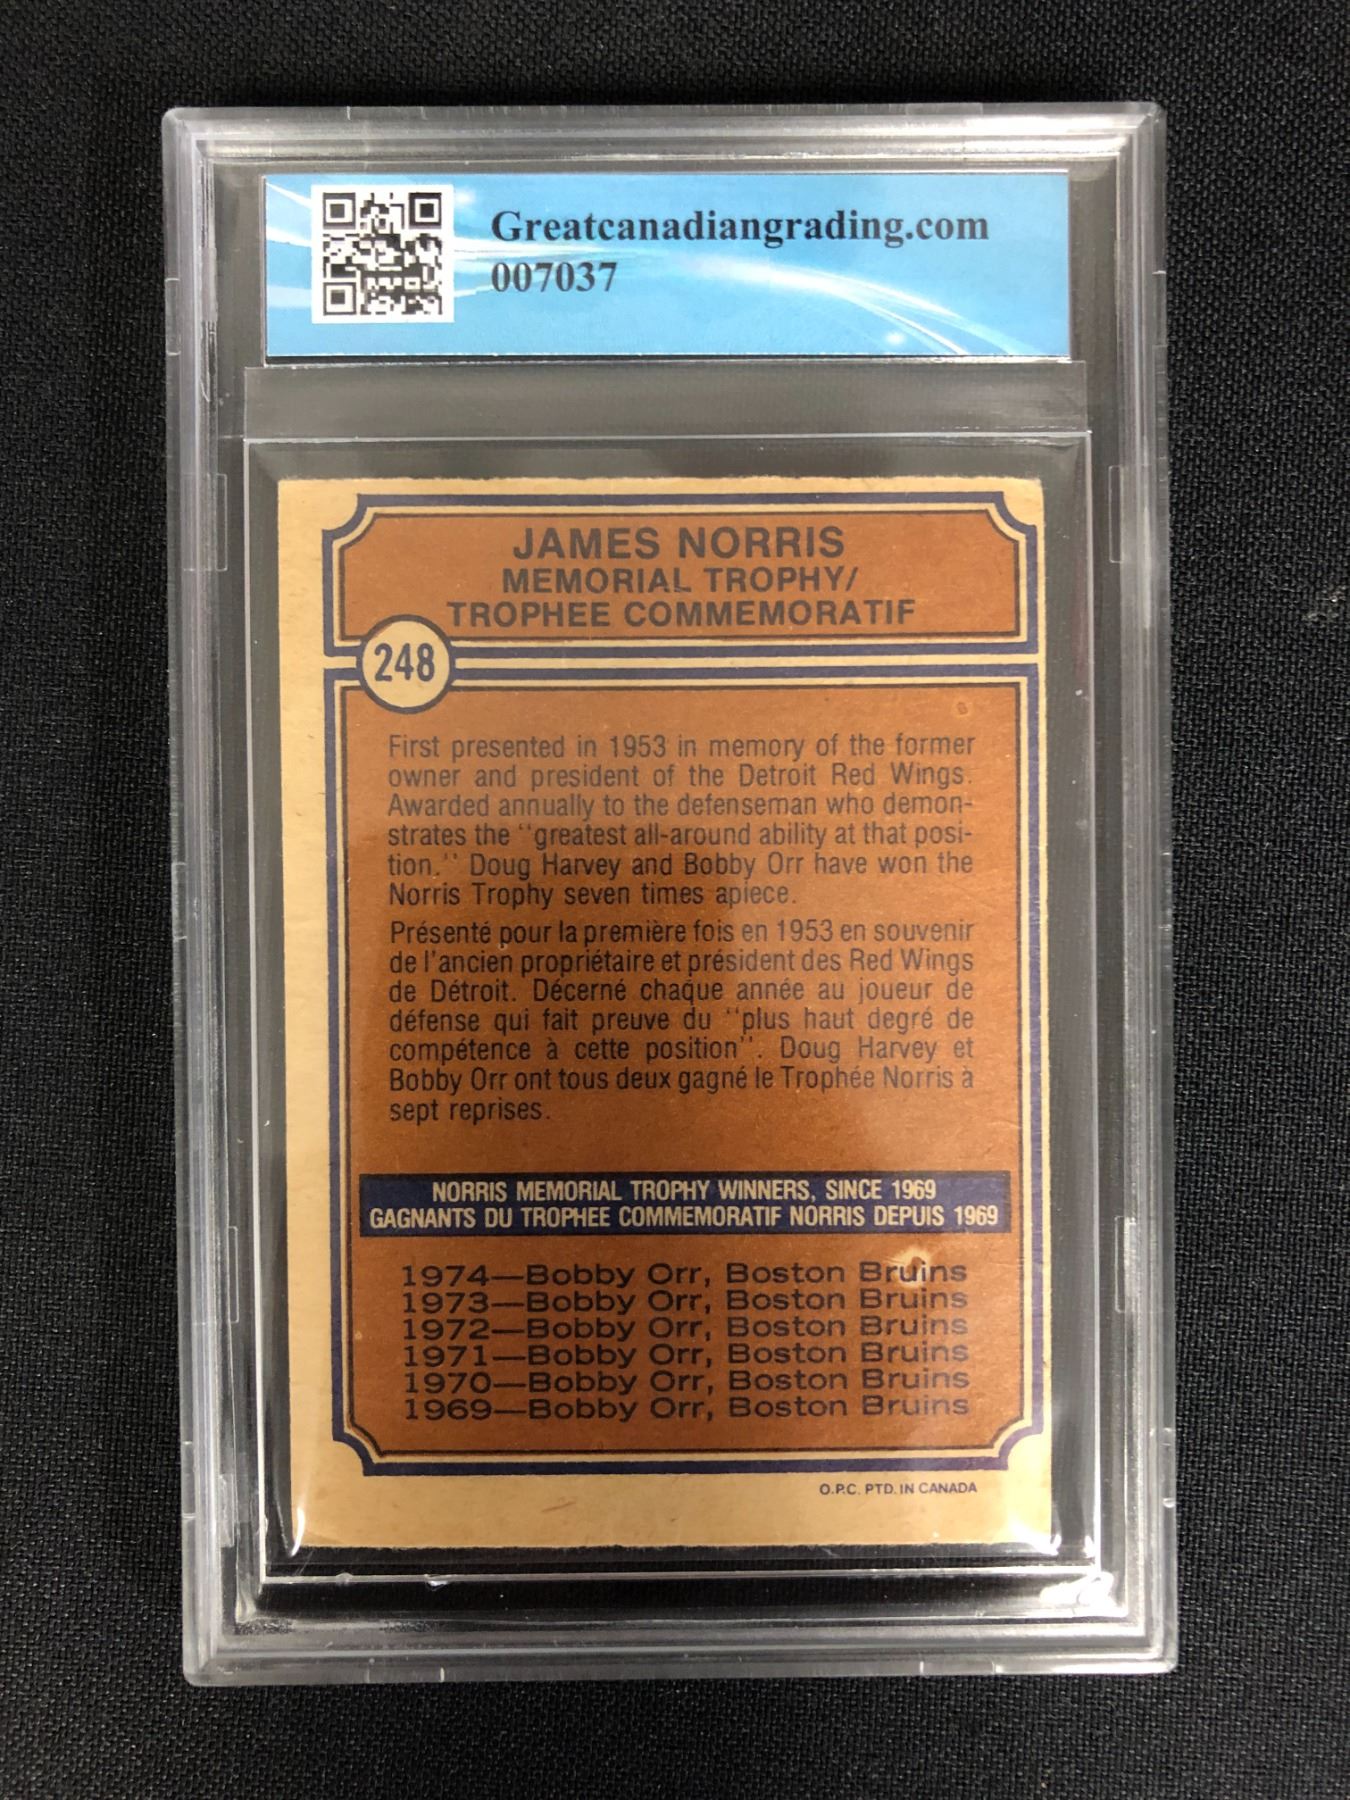 Greatcanadiangrading.com
007037
JAMES NORRIS
MEMORIAL TROPHY/
TROPHEE COMMEMORATIF
248
First presented in 1953 in memory of the former
owner and president of the Detroit Red Wings.
Awarded annually to the defenseman who demon-
strates the "greatest all-around ability at that posi-
tion." Doug Harvey and Bobby Orr have won the
Norris Trophy seven times apiece.
Présenté pour la première fois en 1953 en souvenir
de l'ancien propriétaire et président des Red Wings
de Détroit. Décerné chaque année au joueur de
défense qui fait preuve du "plus haut degré de
compétence à cette position". Doug Harvey et
Bobby Orr ont tous deux gagné le Trophée Norris à
sept reprises.
NORRIS MEMORIAL TROPHY WINNERS, SINCE 1969
GAGNANTS DU TROPHEE COMMEMORATIF NORRIS DEPUIS 1969
1974—Bobby Orr, Boston Bruins
1973—Bobby Orr, Boston Bruins
1972—Bobby Orr, Boston Bruins
1971—Bobby Orr, Boston Bruins
1970—Bobby Orr, Boston Bruins
1969—Bobby Orr, Boston Bruins
O.P.C. PTD. IN CANADA